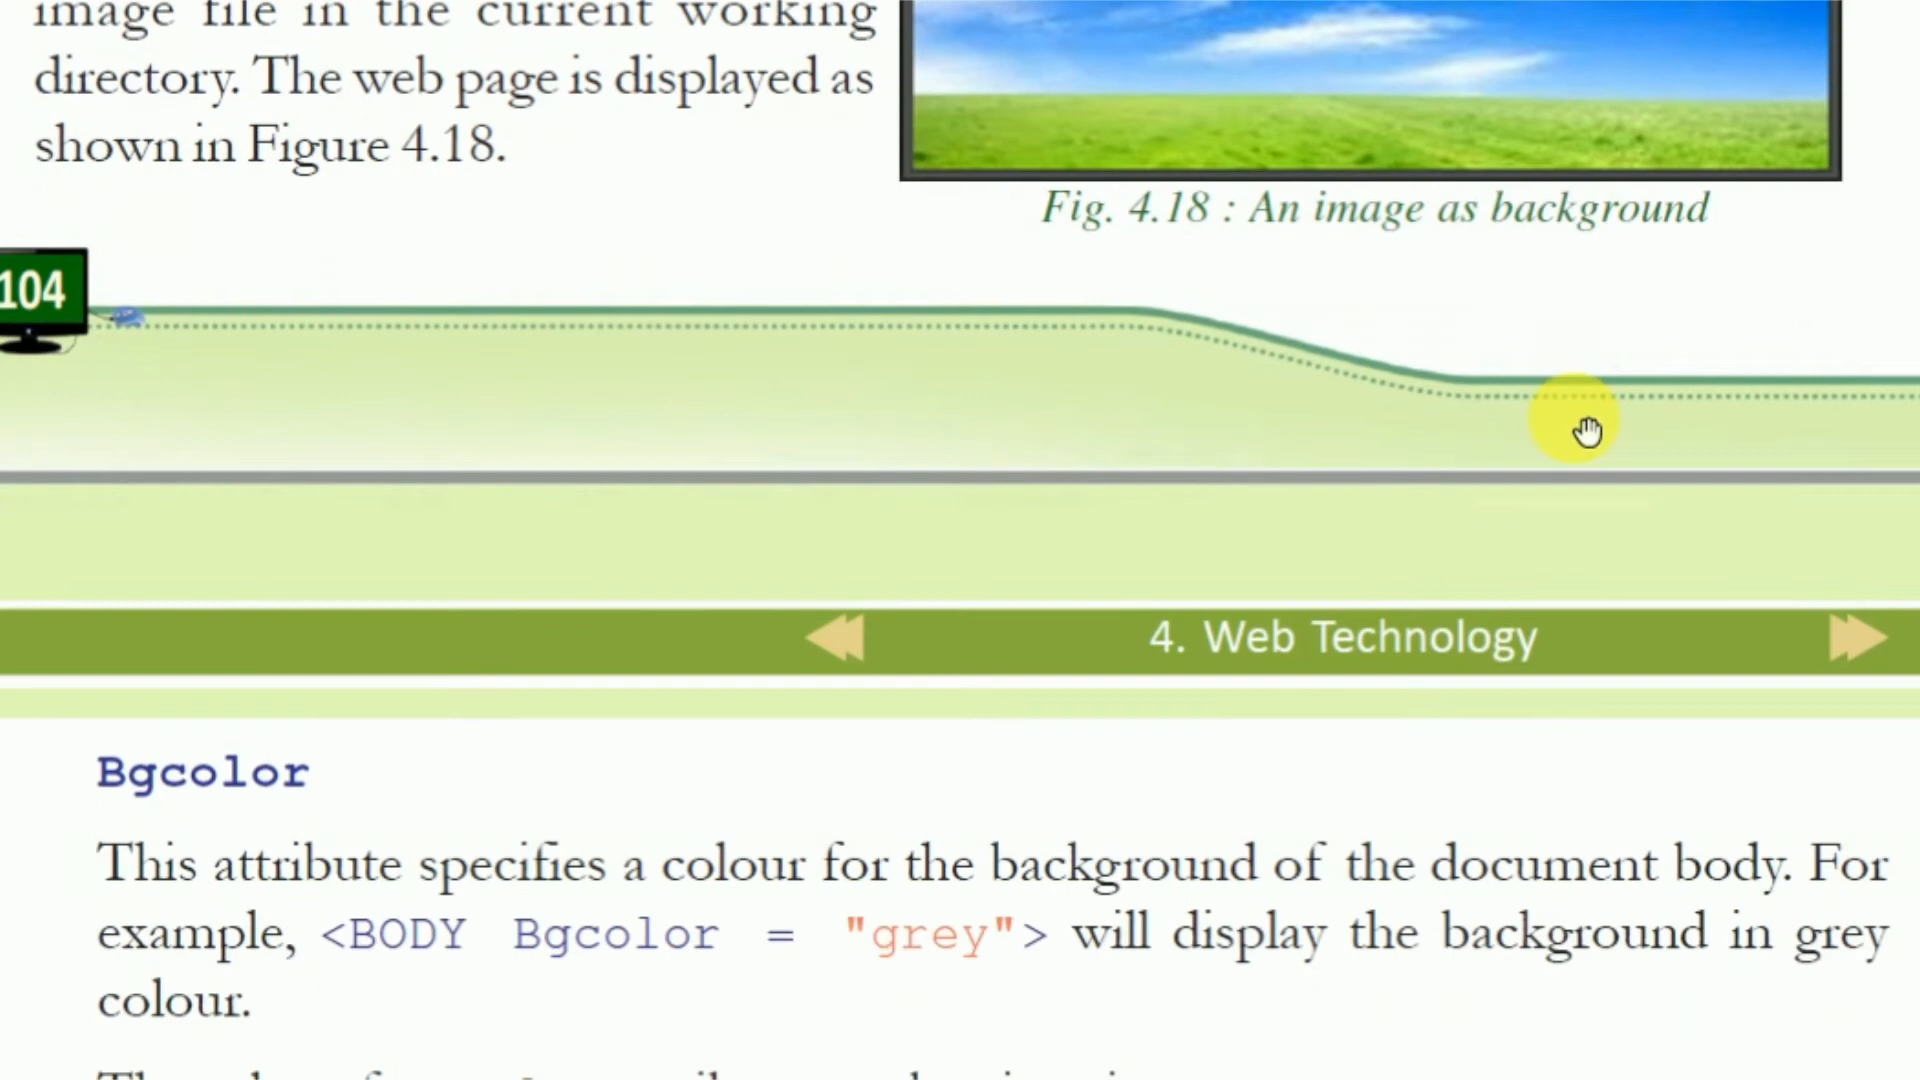 image file in the current working
directory. The web page is displayed as
shown in Figure 4.18.
Fig. 4.18 : An image as background
104
4. Web Technology
Bgcolor
This attribute specifies a colour for the background of the document body. For
example, <BODY Bgcolor = "grey"> will display the background in grey
colour.